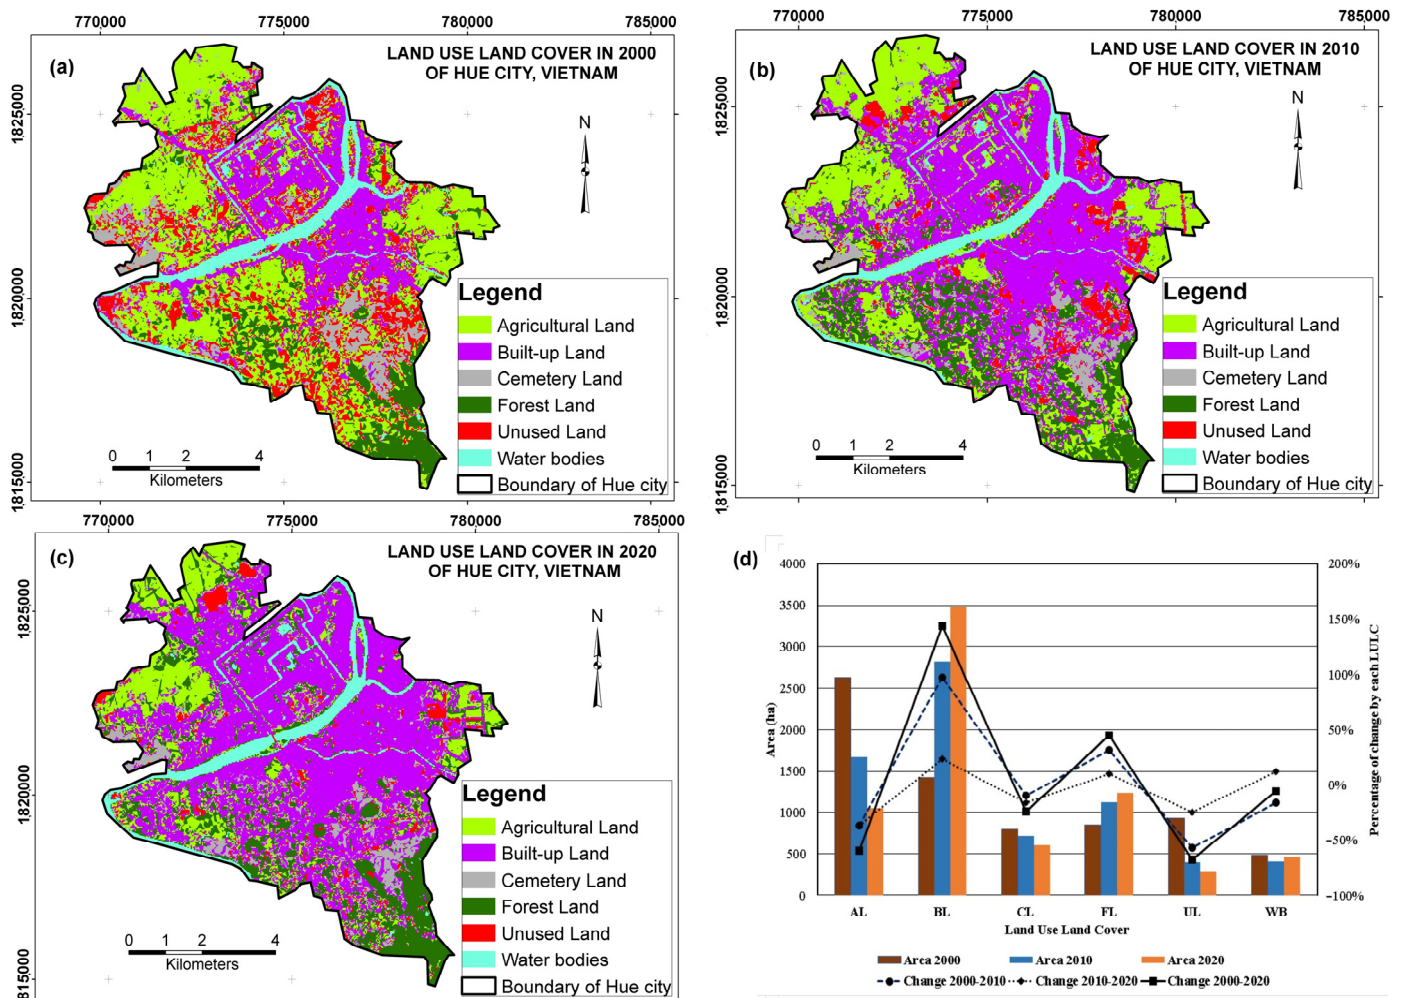 770000 775000 780000 785000
(a)
LAND USE LAND COVER IN 2000
OF HUE CITY, VIETNAM
N
1825000
1820000
1815000
Legend
Agricultural Land
Built-up Land
Cemetery Land
Forest Land
Unused Land
Water bodies
Boundary of Hue city
0 1 2 4
Kilometers
770000 775000 780000 785000
(b)
LAND USE LAND COVER IN 2010
OF HUE CITY, VIETNAM
N
1825000
1820000
1815000
Legend
Agricultural Land
Built-up Land
Cemetery Land
Forest Land
Unused Land
Water bodies
Boundary of Hue city
0 1 2 4
Kilometers
770000 775000 780000 785000
(c)
LAND USE LAND COVER IN 2020
OF HUE CITY, VIETNAM
N
1825000
1820000
1815000
Legend
Agricultural Land
Built-up Land
Cemetery Land
Forest Land
Unused Land
Water bodies
Boundary of Hue city
0 1 2 4
Kilometers
(d)
4000
3500
3000
2500
2000
1500
1000
500
0
Area (ha)
200%
150%
100%
50%
0%
−50%
−100%
Percentage of change by each LULC
AL BL CL FL UL WB
Land Use Land Cover
Area 2000 Area 2010 Area 2020
Change 2000-2010 Change 2010-2020 Change 2000-2020